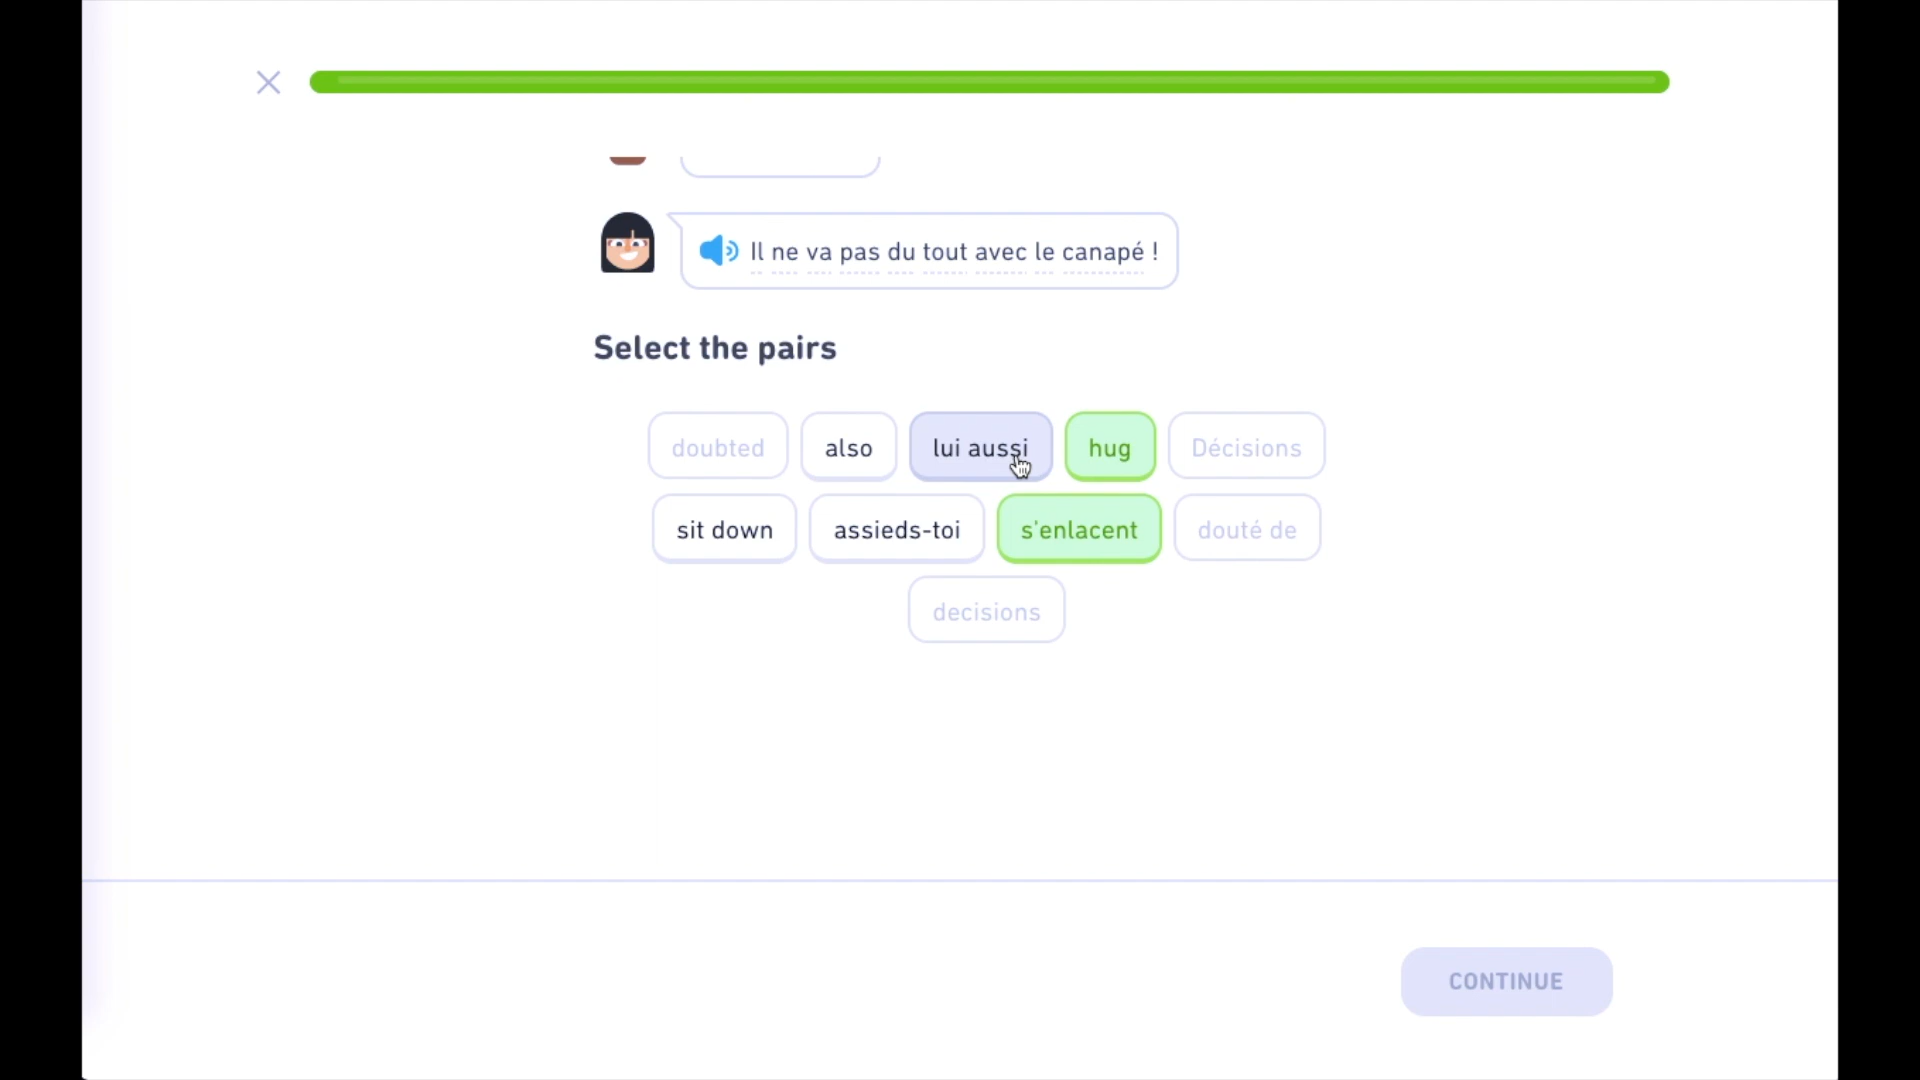 Il ne va pas du tout avec le canapé !
Select the pairs
doubted also lui aussi hug Décisions
sit down assieds-toi s'enlacent douté de
decisions
CONTINUE